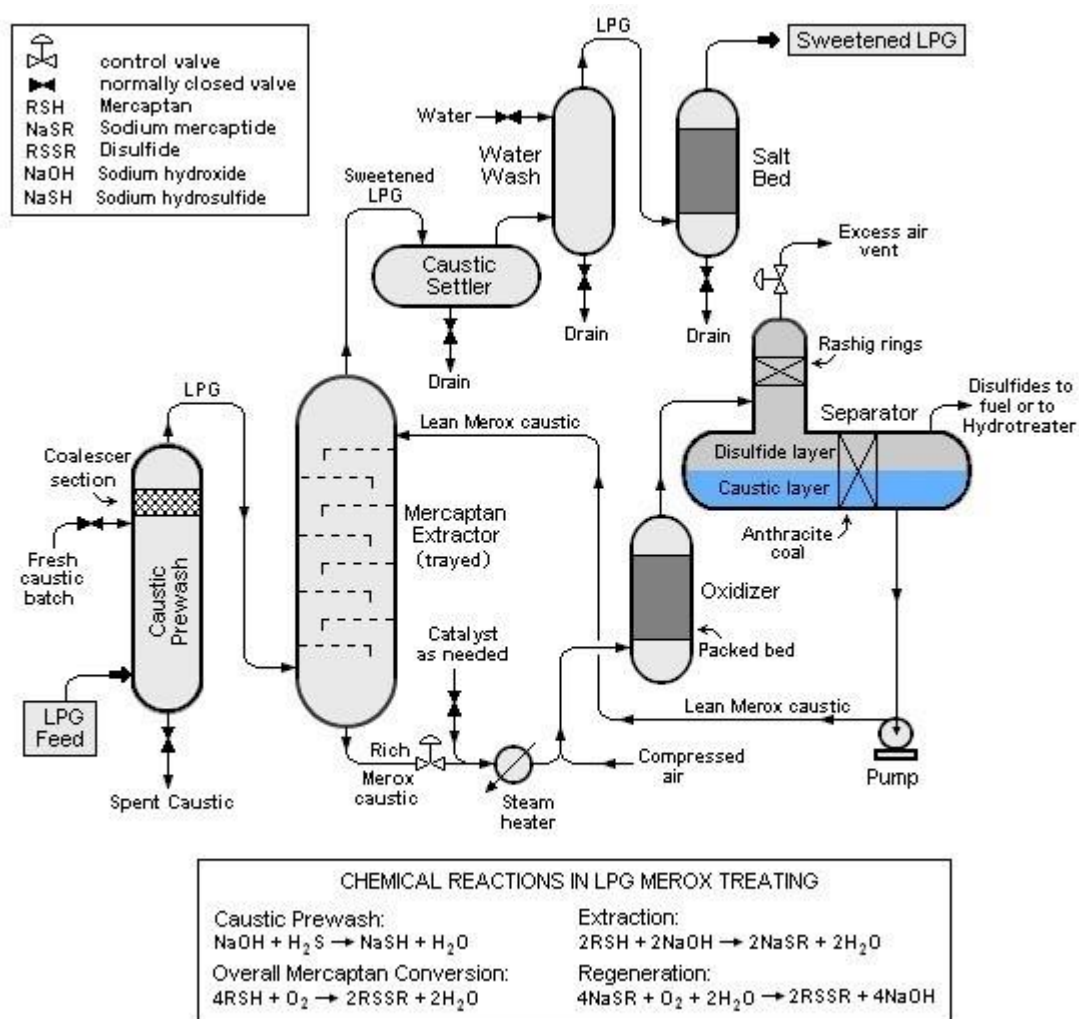 control valve
normally closed valve
RSH Mercaptan
NaSR Sodium mercaptide
RSSR Disulfide
NaOH Sodium hydroxide
NaSH Sodium hydrosulfide
LPG
Sweetened LPG
Water
Water
Wash
Salt
Bed
Sweetened
LPG
Caustic
Settler
Drain
Drain
Drain
Excess air
vent
Rashig rings
Separator
Disulfides to
fuel or to
Hydrotreater
Disulfide layer
Caustic layer
Anthracite
coal
LPG
Coalescer
section
Fresh
caustic
batch
Caustic
Prewash
LPG
Feed
Spent Caustic
Lean Merox caustic
Mercaptan
Extractor
(trayed)
Catalyst
as needed
Oxidizer
Packed bed
Lean Merox caustic
Rich
Merox
caustic
Steam
heater
Compressed
air
Pump
CHEMICAL REACTIONS IN LPG MEROX TREATING
Caustic Prewash:
NaOH + H₂S → NaSH + H₂O
Extraction:
2RSH + 2NaOH → 2NaSR + 2H₂O
Overall Mercaptan Conversion:
4RSH + O₂ → 2RSSR + 2H₂O
Regeneration:
4NaSR + O₂ + 2H₂O → 2RSSR + 4NaOH